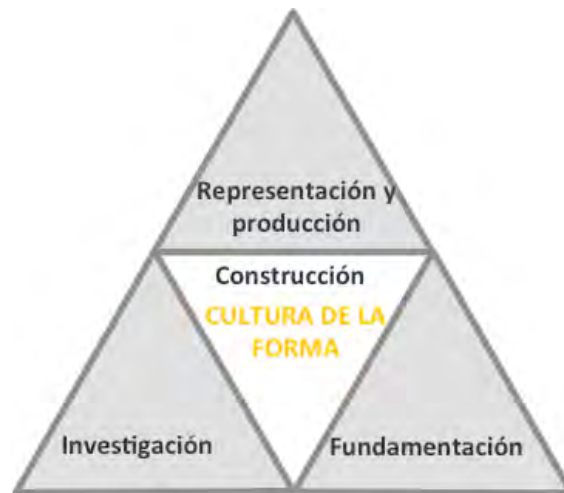 Representación y
producción
Construcción
CULTURA DE LA
FORMA
Investigación
Fundamentación